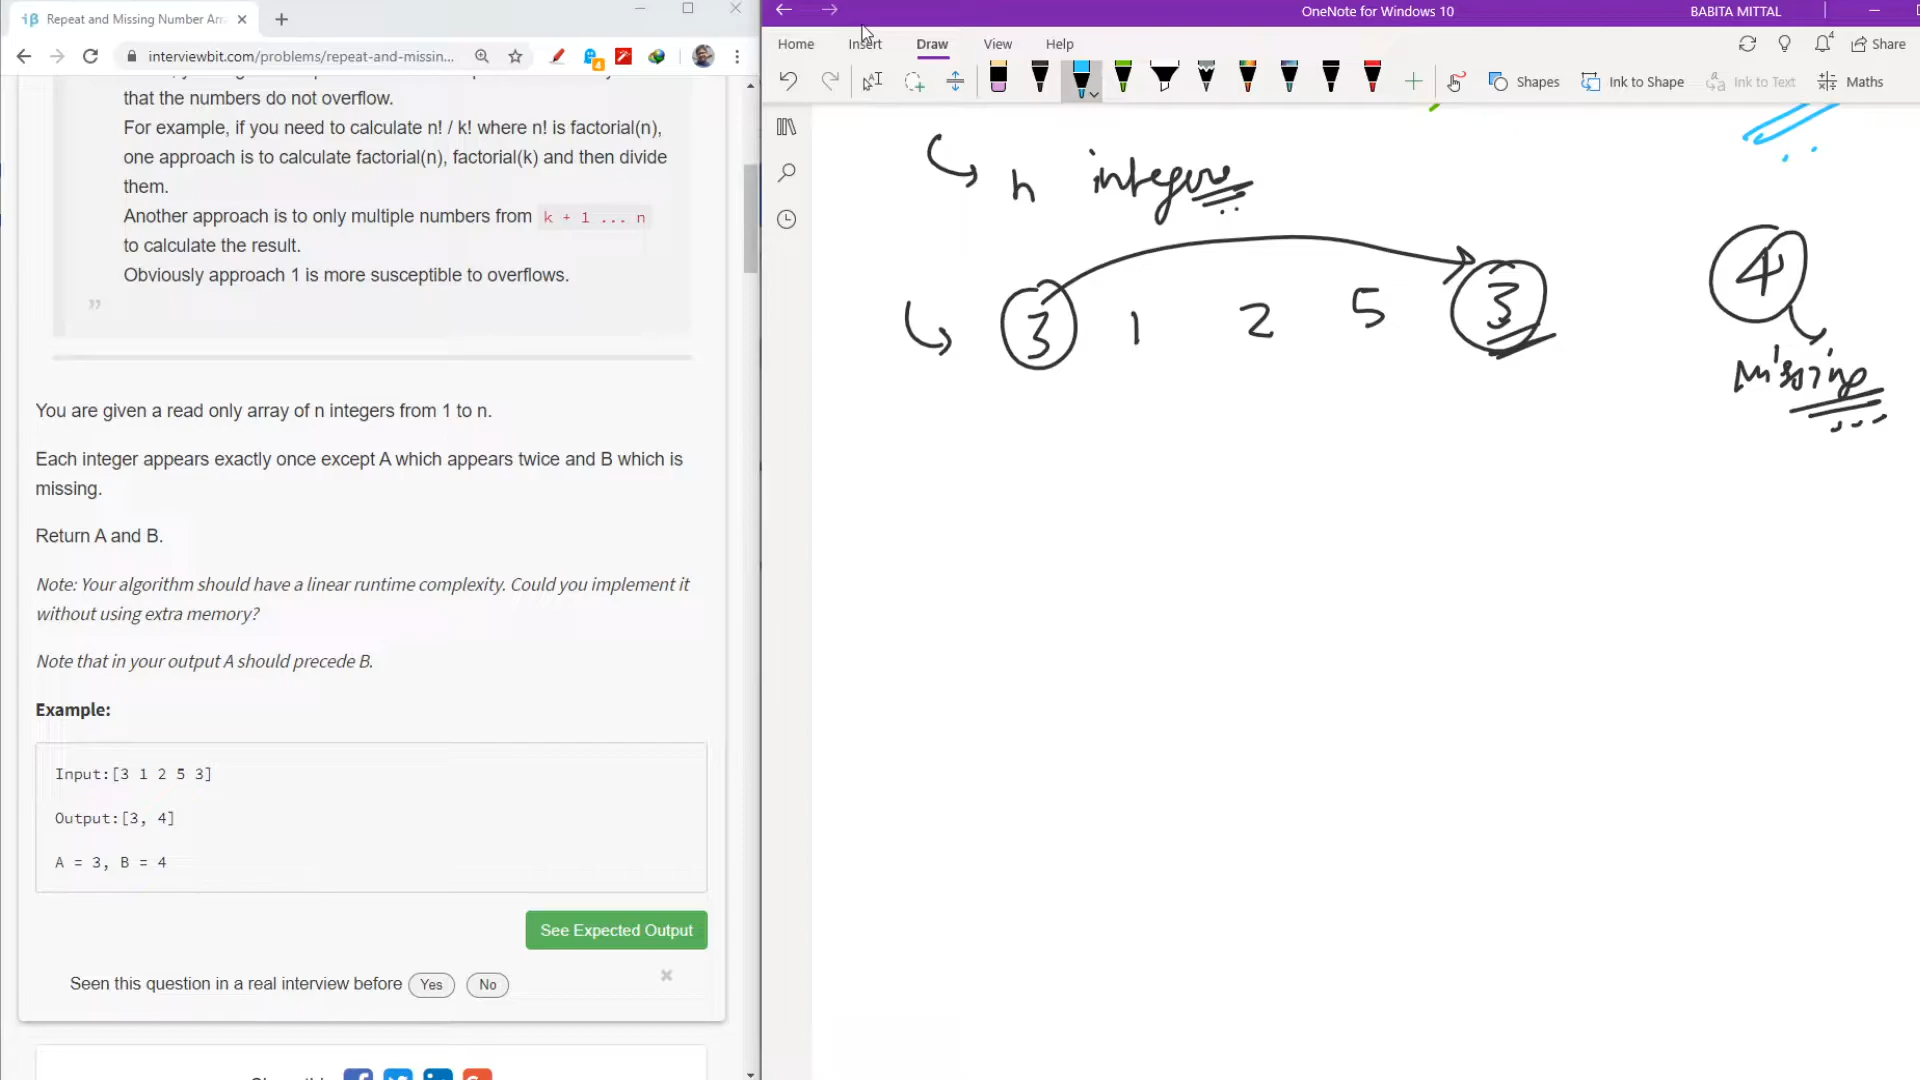 Repeat and Missing Number Arr
OneNote for Windows 10
BABITA MITTAL
interviewbit.com/problems/repeat-and-missin...
4
Home
Insert
Draw
View
Help
4
Share
Shapes
Ink to Shape
Ink to Text
Maths
that the numbers do not overflow.
For example, if you need to calculate n! / k! where n! is factorial(n),
one approach is to calculate factorial(n), factorial(k) and then divide
them.
Another approach is to only multiple numbers from k + 1 ... n
to calculate the result.
Obviously approach 1 is more susceptible to overflows.
”
You are given a read only array of n integers from 1 to n.
Each integer appears exactly once except A which appears twice and B which is
missing.
Return A and B.
Note: Your algorithm should have a linear runtime complexity. Could you implement it
without using extra memory?
Note that in your output A should precede B.
Example:
Input:[3 1 2 5 3]
Output:[3, 4]
A = 3, B = 4
See Expected Output
Seen this question in a real interview before Yes No
n integers
3 1 2 5 3
4
missing